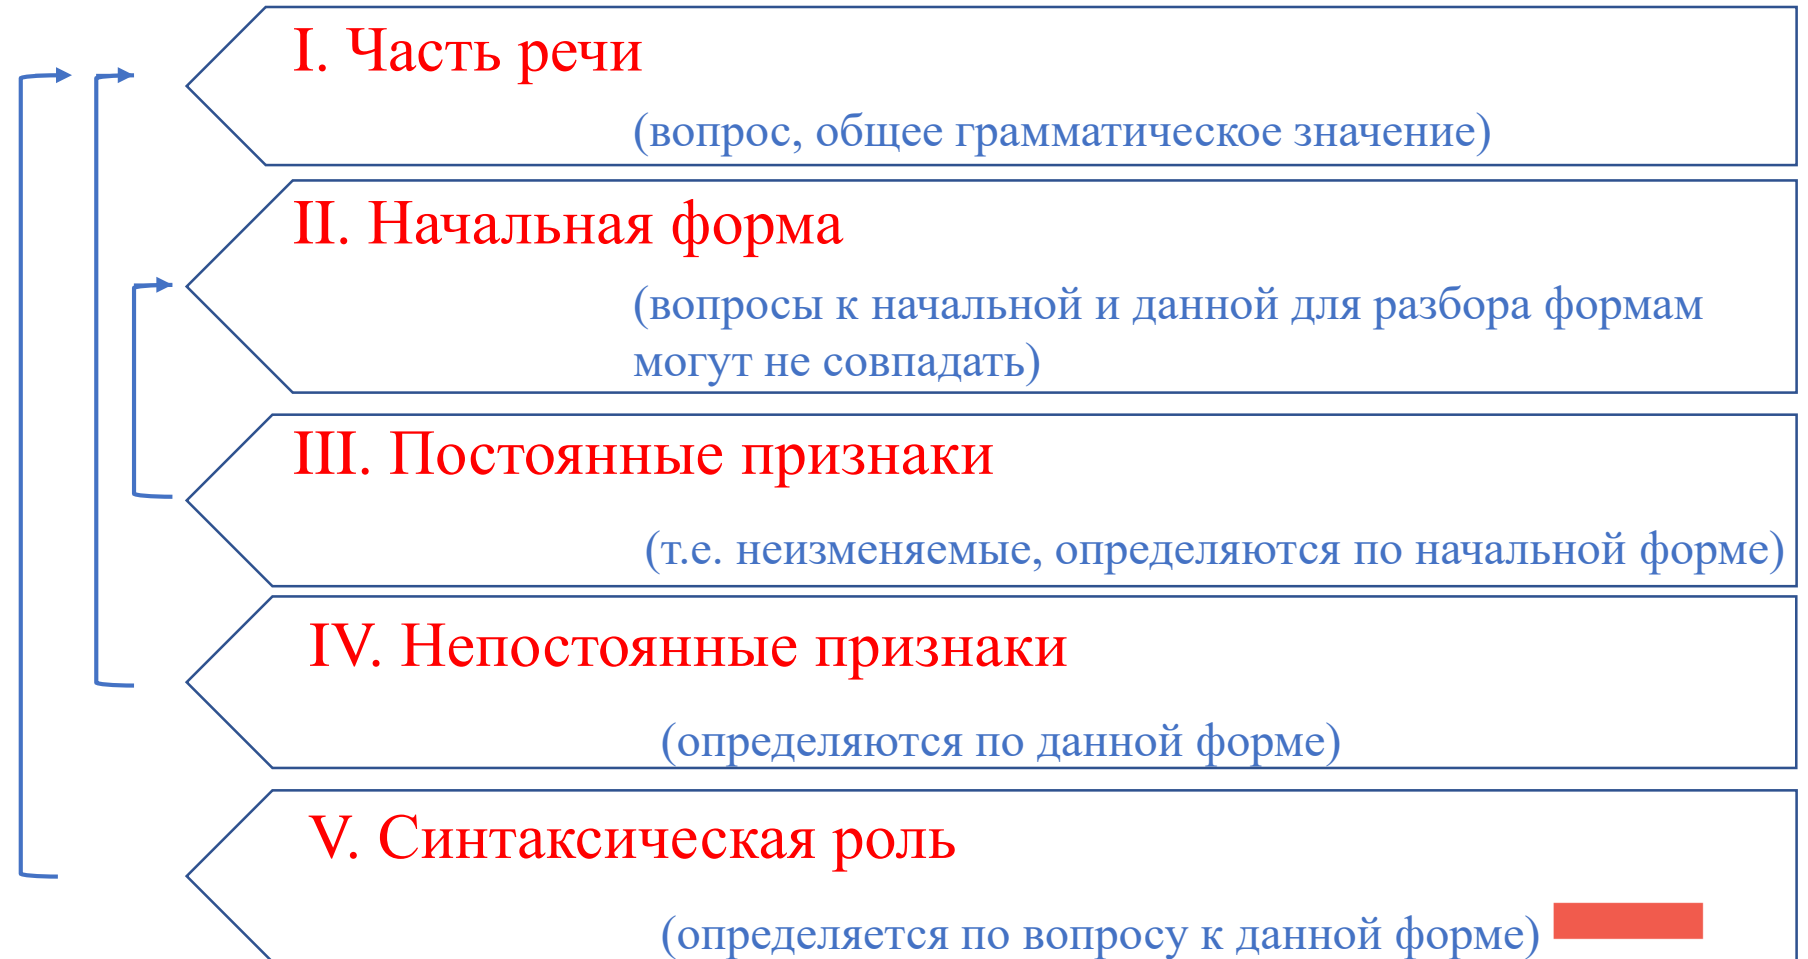 I. Часть речи
(вопрос, общее грамматическое значение)
II. Начальная форма
(вопросы к начальной и данной для разбора формам
могут не совпадать)
III. Постоянные признаки
(т.е. неизменяемые, определяются по начальной форме)
IV. Непостоянные признаки
(определяются по данной форме)
V. Синтаксическая роль
(определяется по вопросу к данной форме)